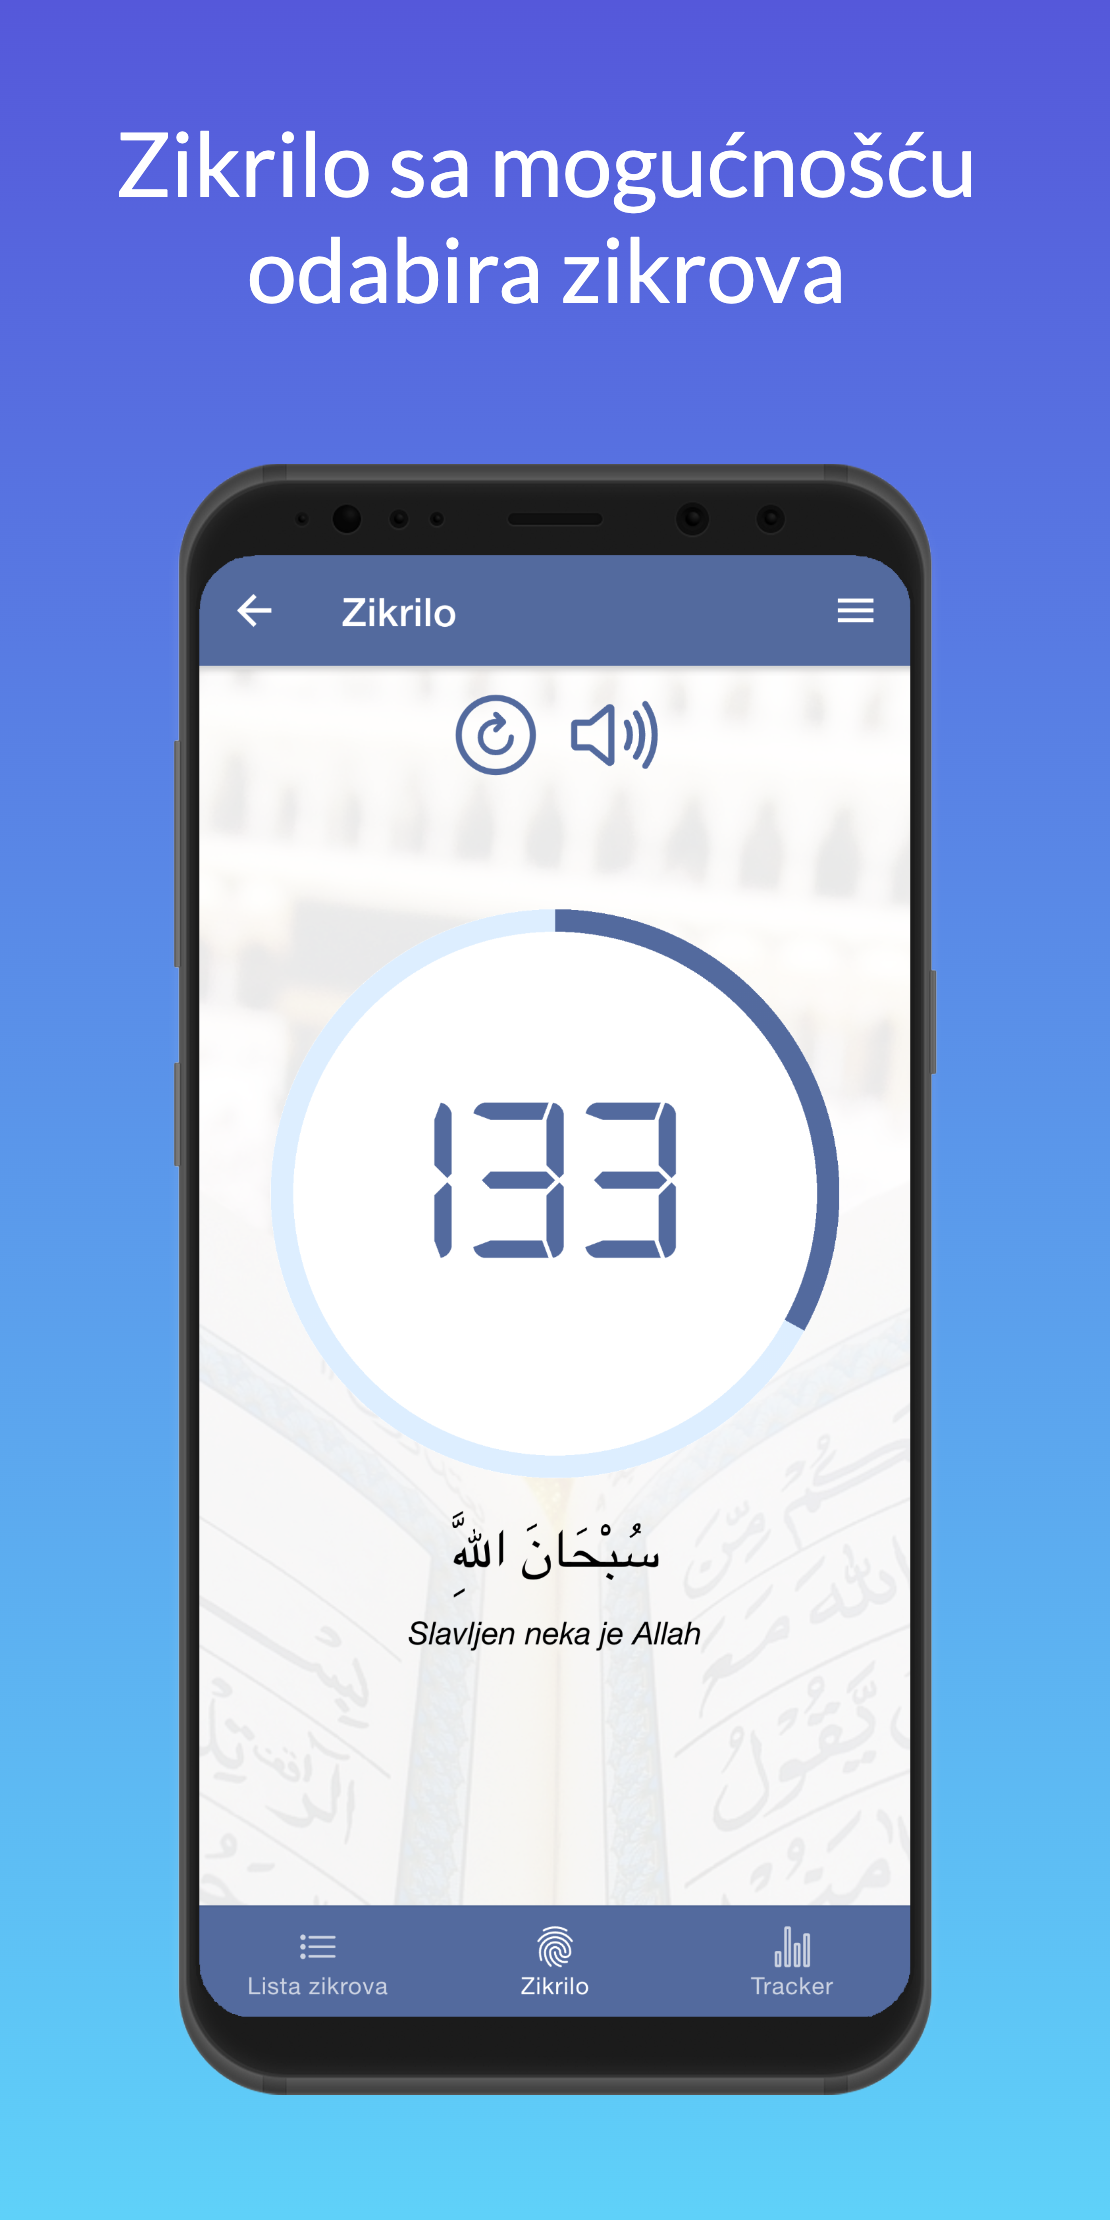 Zikrilo sa mogućnošću
odabira zikrova
Zikrilo
133
سُبْحَانَ اللَّهِ
Slavljen neka je Allah
Lista zikrova
Zikrilo
Tracker